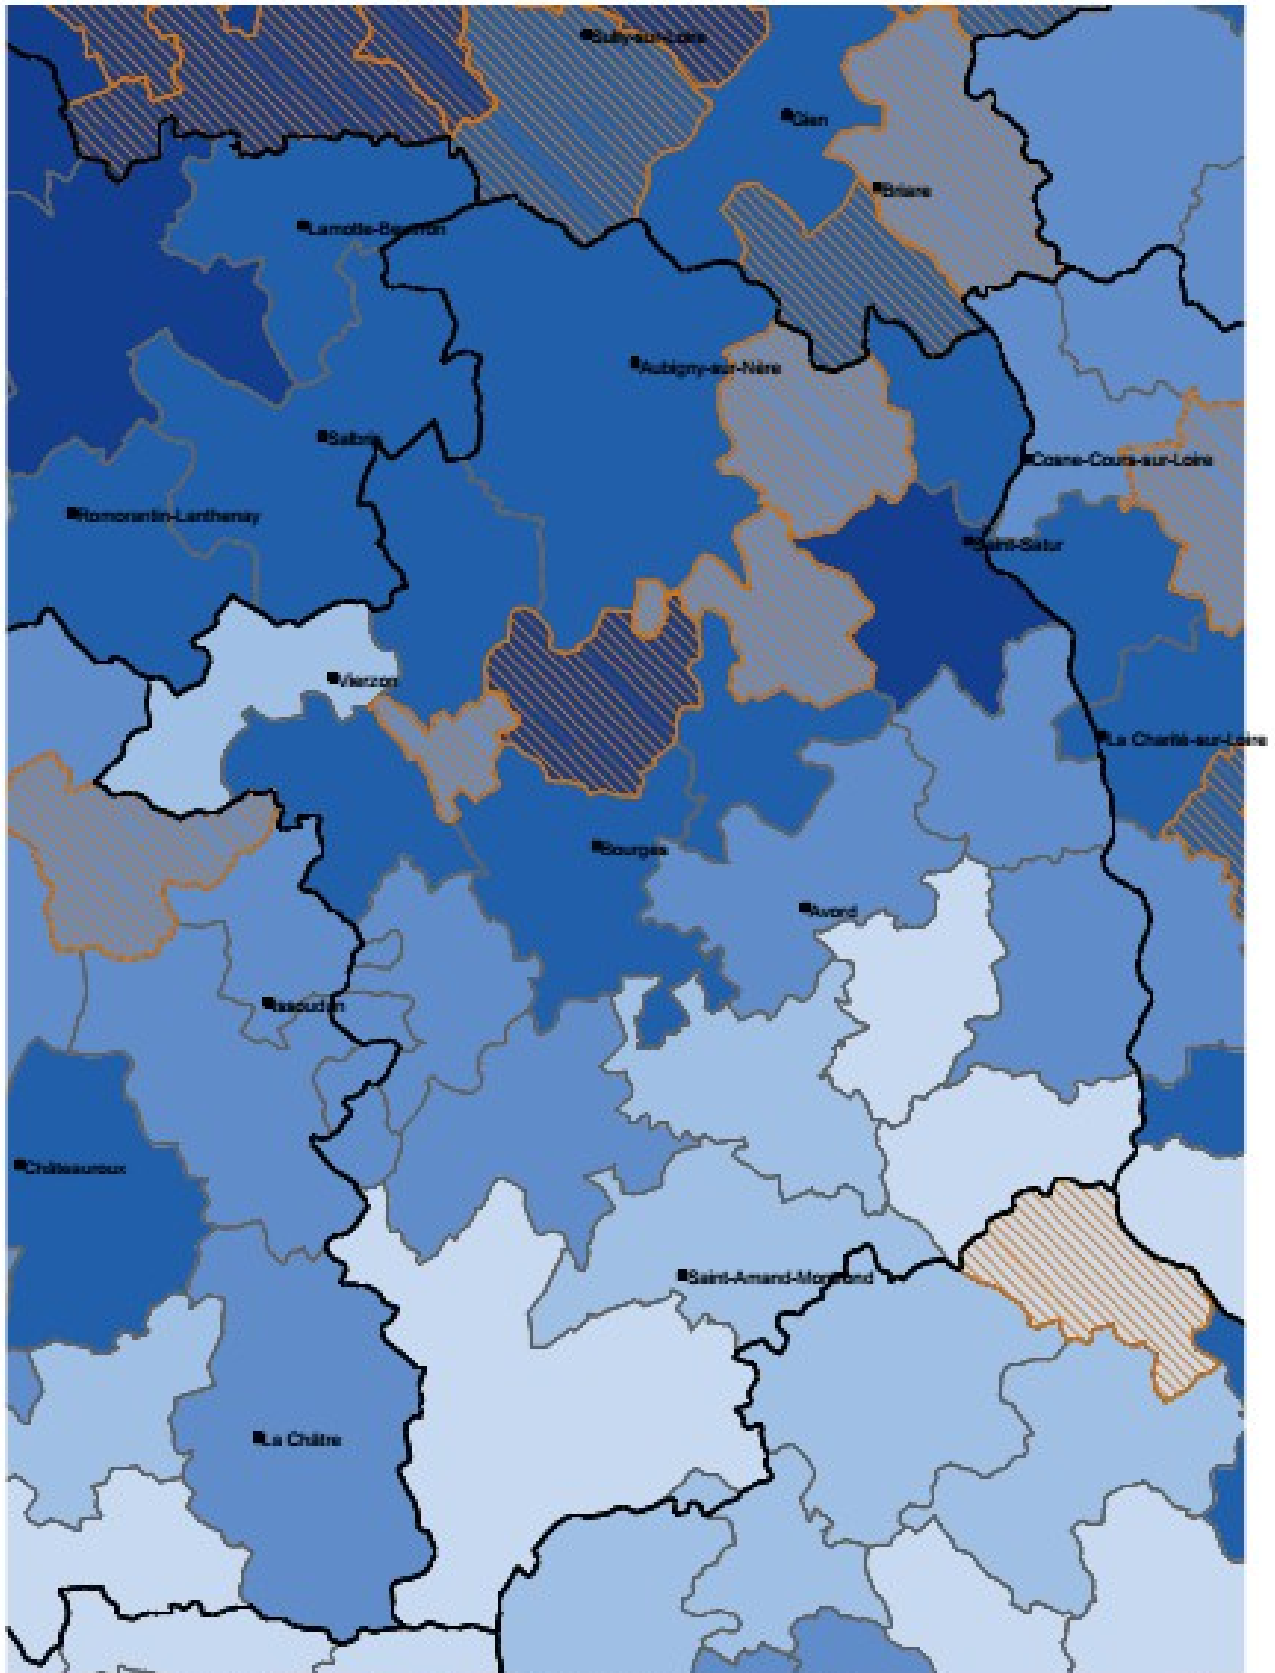 Sully-sur-Loire
Gien
Briare
Lamotte-Beuvron
Aubigny-sur-Nère
Salbris
Cosne-Cours-sur-Loire
Romorantin-Lanthenay
Saint-Satur
Vierzon
La Charité-sur-Loire
Bourges
Avord
Issoudun
Châteauroux
Saint-Amand-Montrond
La Châtre